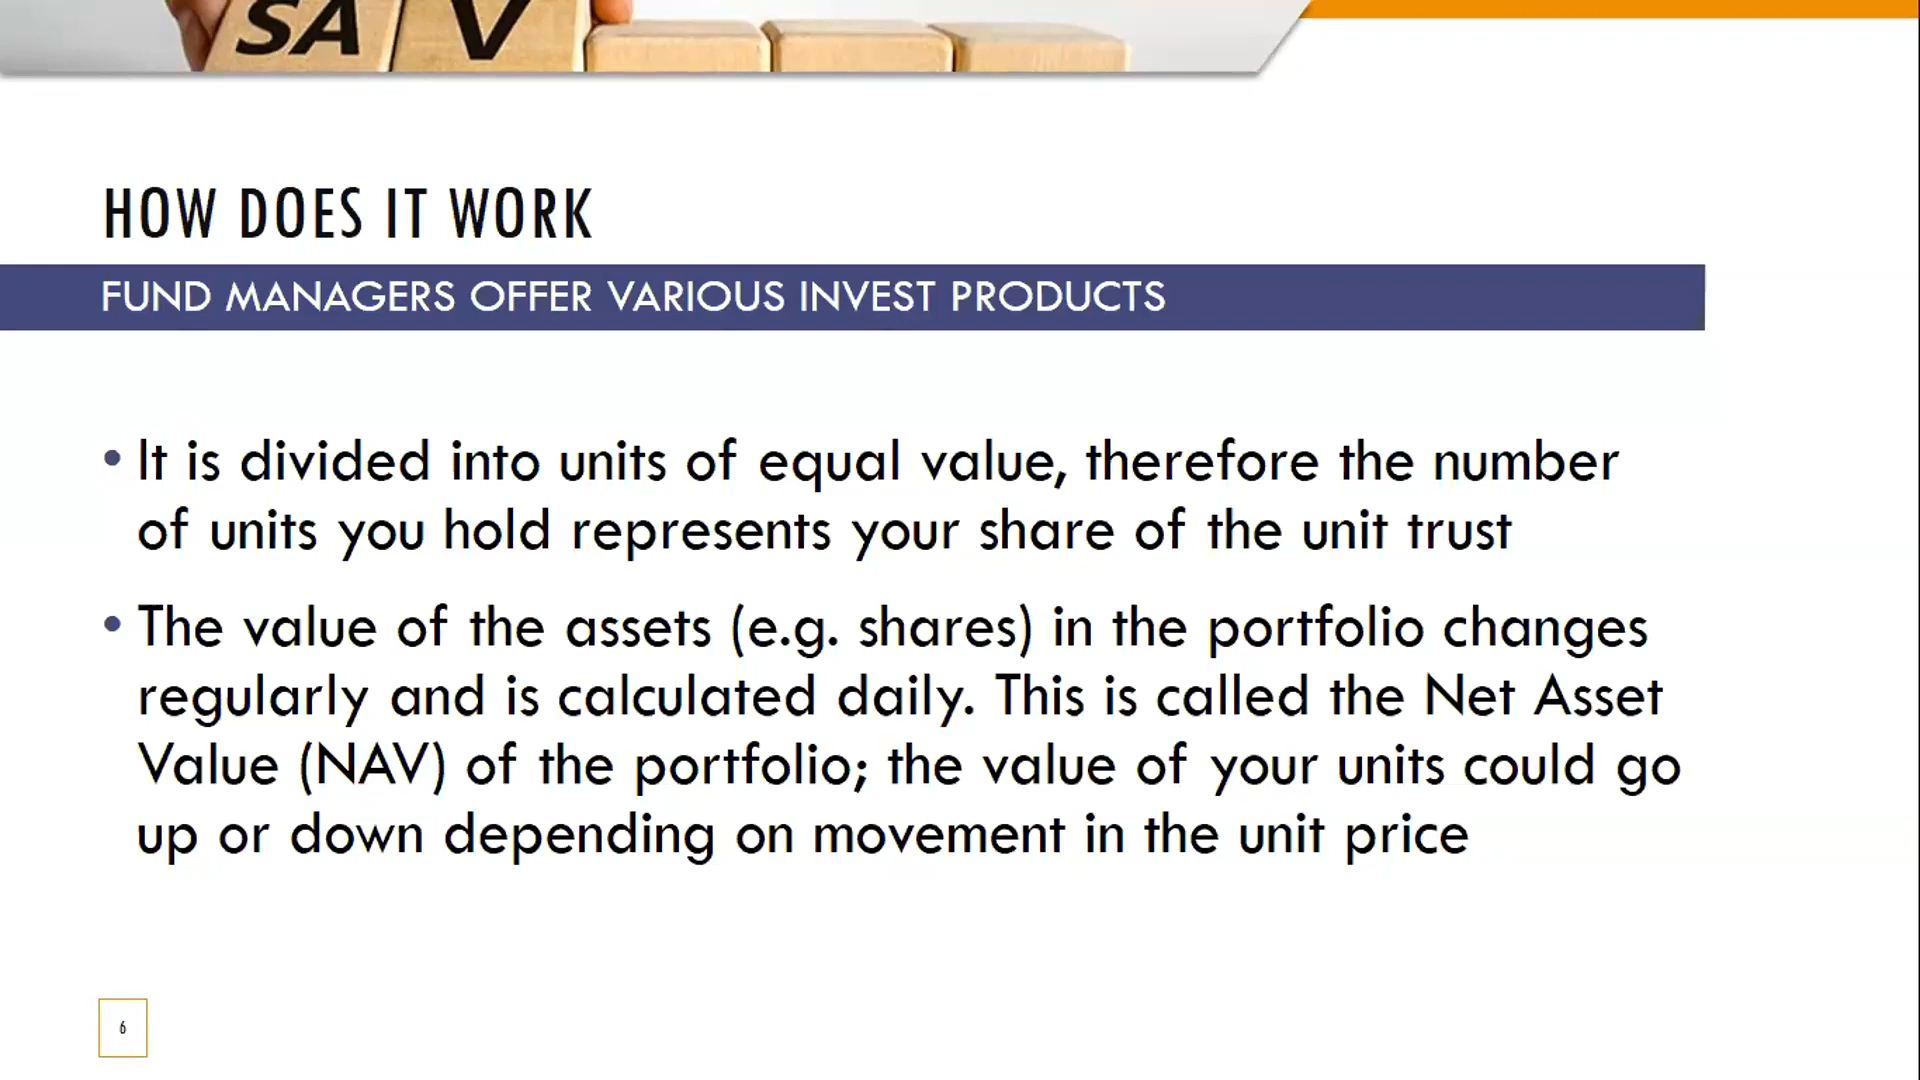 SA V
HOW DOES IT WORK
FUND MANAGERS OFFER VARIOUS INVEST PRODUCTS
• It is divided into units of equal value, therefore the number
of units you hold represents your share of the unit trust
• The value of the assets (e.g. shares) in the portfolio changes
regularly and is calculated daily. This is called the Net Asset
Value (NAV) of the portfolio; the value of your units could go
up or down depending on movement in the unit price
6